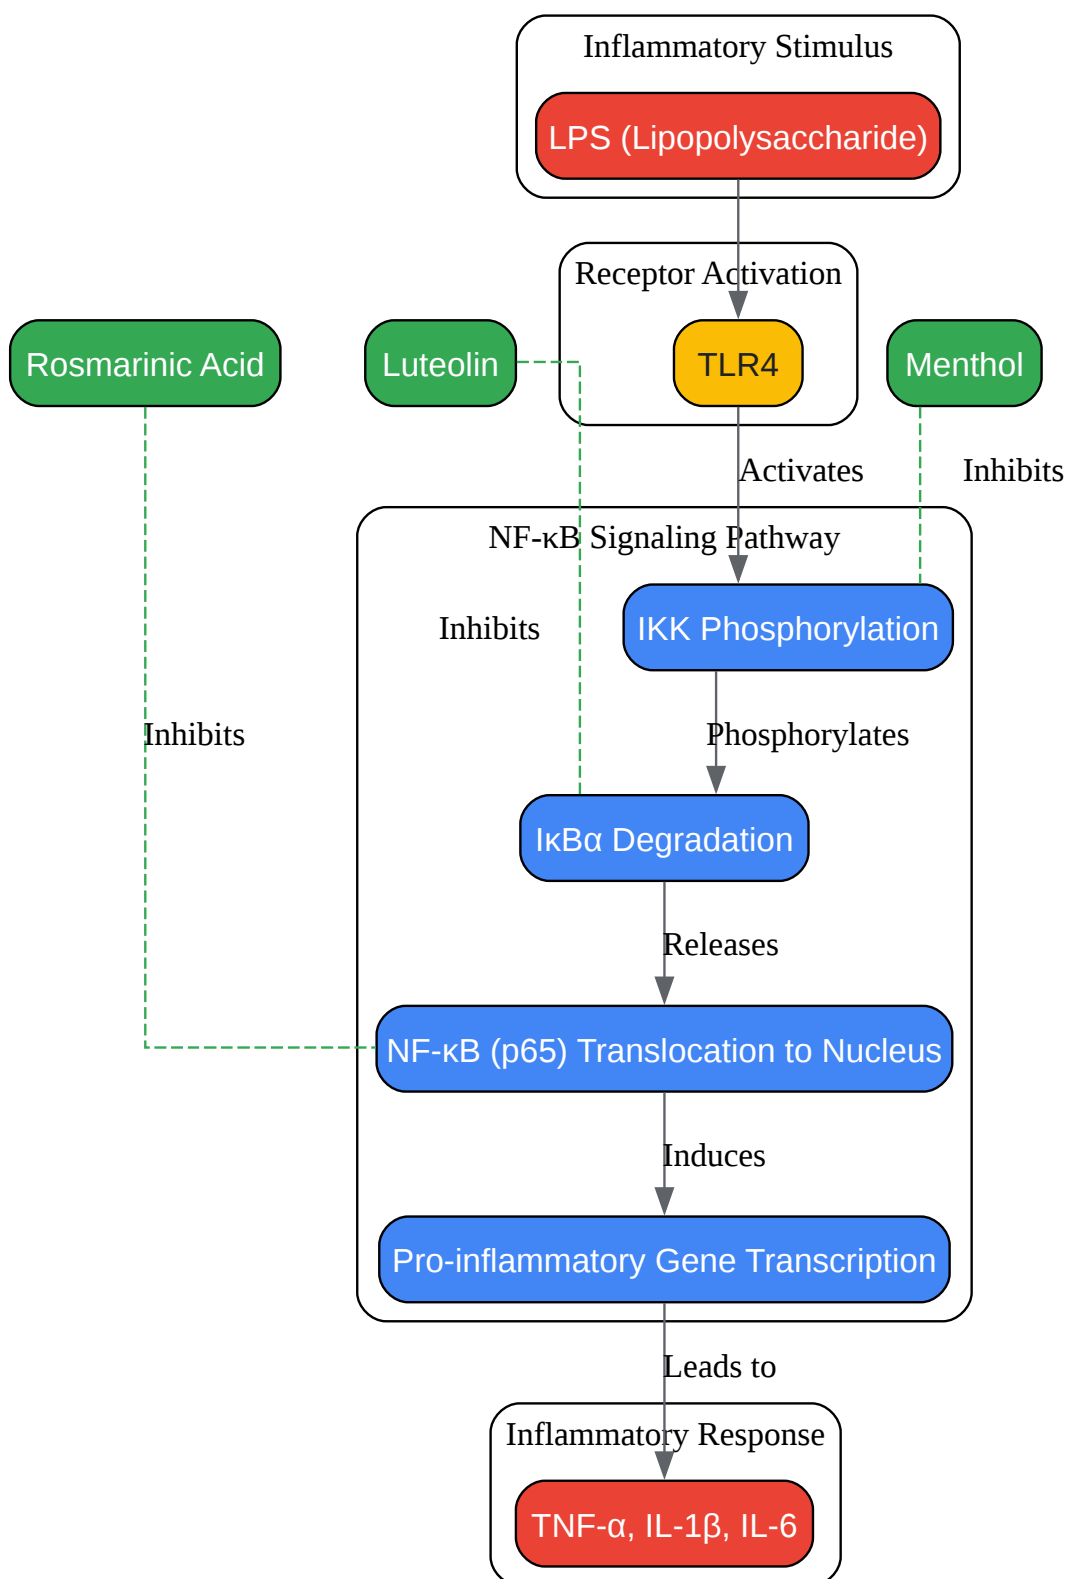 Inflammatory Stimulus
LPS (Lipopolysaccharide)
Receptor Activation
Rosmarinic Acid
Luteolin
TLR4
Menthol
Activates
Inhibits
NF-κB Signaling Pathway
Inhibits
IKK Phosphorylation
Inhibits
Phosphorylates
IκBα Degradation
Releases
NF-κB (p65) Translocation to Nucleus
Induces
Pro-inflammatory Gene Transcription
Leads to
Inflammatory Response
TNF-α, IL-1β, IL-6